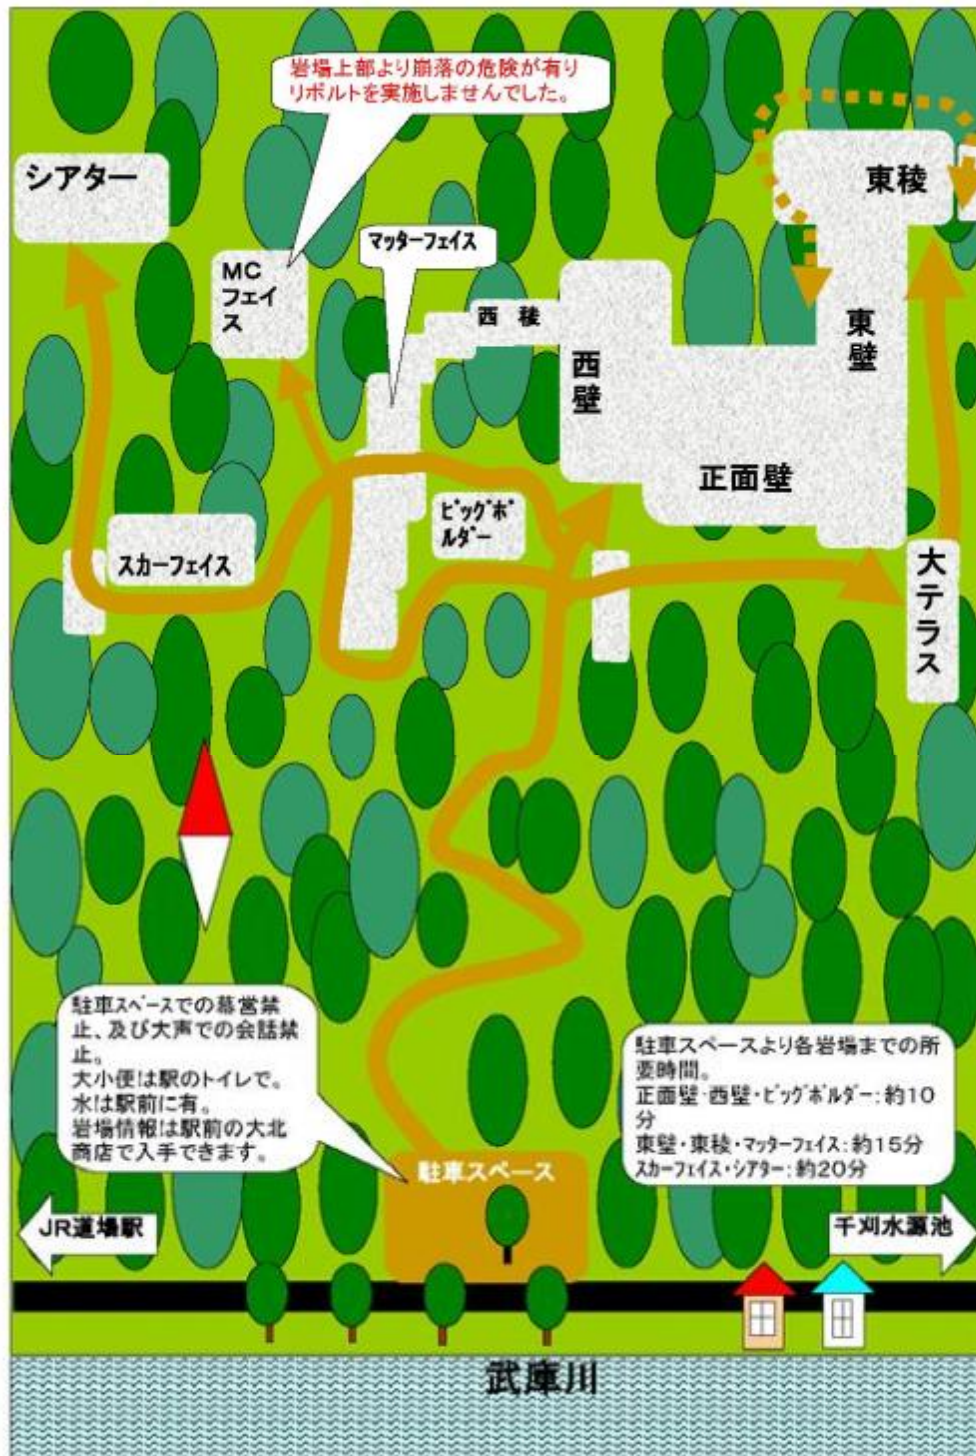 岩場上部より崩落の危険が有り
リボルトを実施しませんでした。
シアター
東稜
マッターフェイス
MC
フェイ
ス
西 稜
東壁
西壁
正面壁
ﾋﾞｯｸﾞﾎﾞ
ﾙﾀﾞｰ
スカーフェイス
大テラス
駐車ｽﾍﾟｰｽでの幕営禁
止、及び大声での会話禁
止。
大小便は駅のトイレで。
水は駅前に有。
岩場情報は駅前の大北
商店で入手できます。
駐車スペースより各岩場までの所
要時間。
正面壁・西壁・ﾋﾞｯｸﾞﾎﾞﾙﾀﾞｰ：約10
分
東壁・東稜・マッターフェイス：約15分
ｽｶｰﾌｪｲｽ・シアター：約20分
駐車スペース
JR道場駅
千刈水源池
武庫川